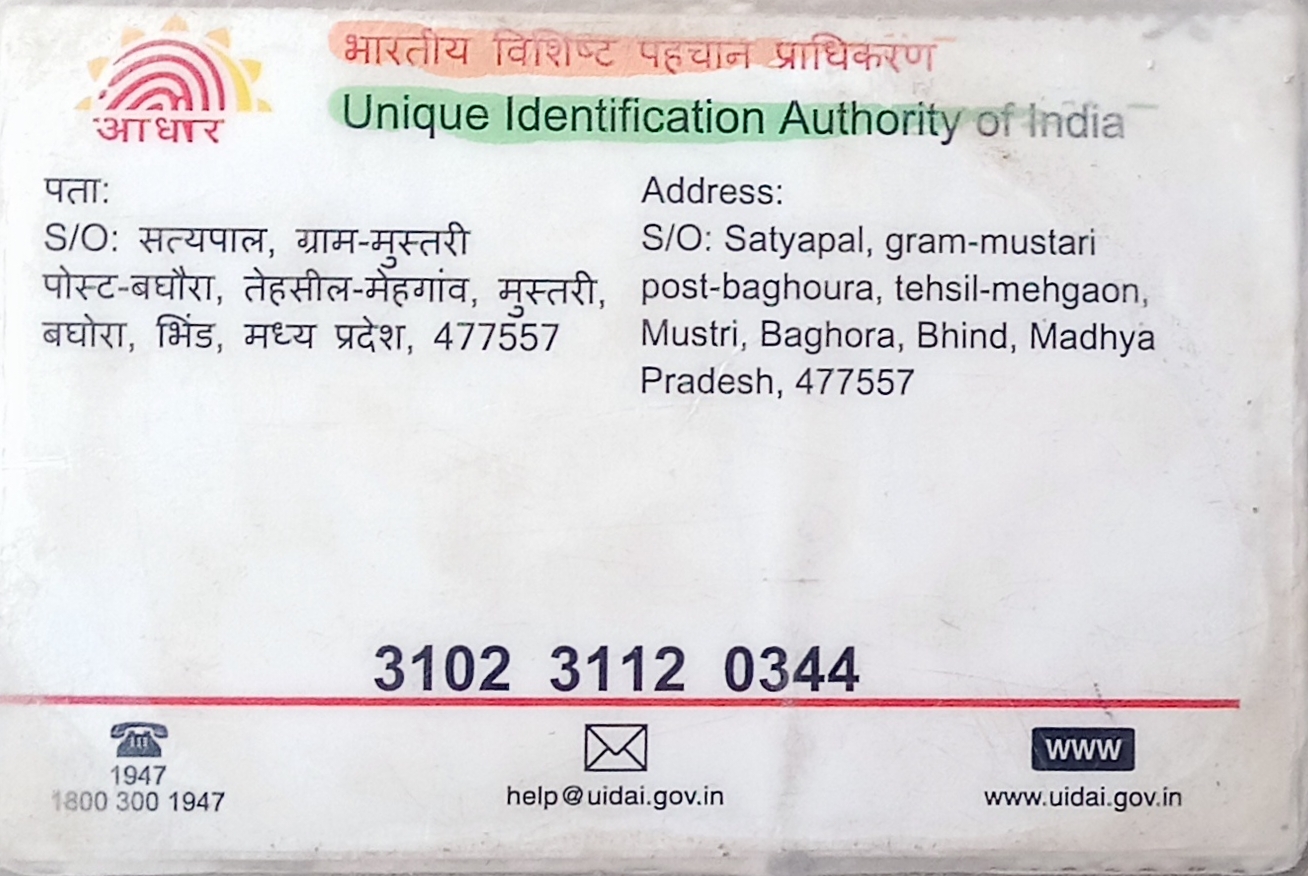 आधार
भारतीय विशिष्ट पहचान प्राधिकरण
Unique Identification Authority of India
पता:
S/O: सत्यपाल, ग्राम-मुस्तरी
पोस्ट-बघौरा, तेहसील-मेहगांव, मुस्तरी,
बघोरा, भिंड, मध्य प्रदेश, 477557
Address:
S/O: Satyapal, gram-mustari
post-baghoura, tehsil-mehgaon,
Mustri, Baghora, Bhind, Madhya
Pradesh, 477557
3102 3112 0344
1947
1800 300 1947
help@uidai.gov.in
WWW
www.uidai.gov.in